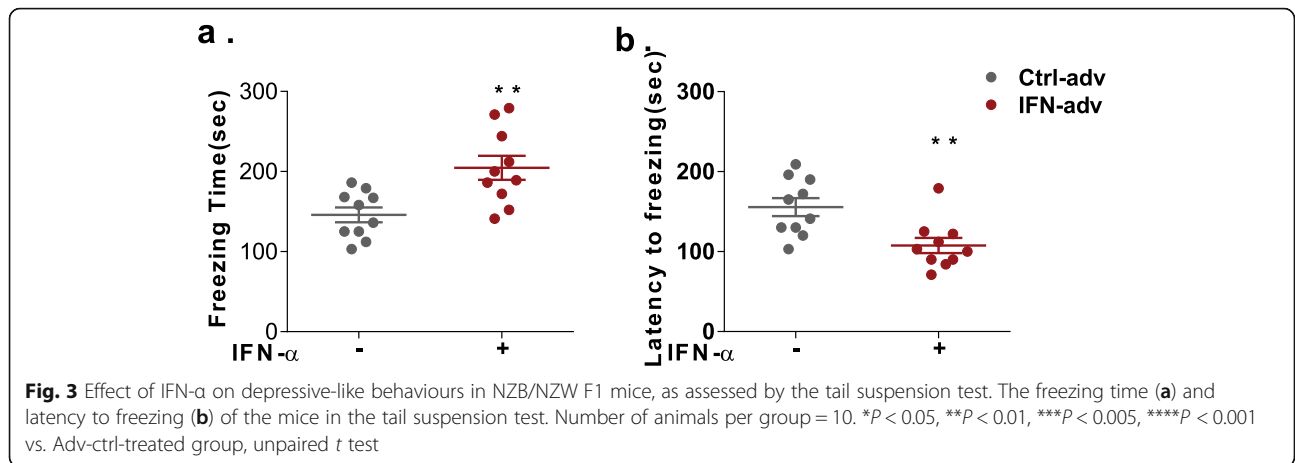 a .
b.
Ctrl-adv
IFN-adv
Freezing Time(sec)
300
200
100
0
* *
IFN-α - +
Latency to freezing(sec)
300
200
100
0
* *
IFN-α - +
Fig. 3 Effect of IFN-α on depressive-like behaviours in NZB/NZW F1 mice, as assessed by the tail suspension test. The freezing time (a) and
latency to freezing (b) of the mice in the tail suspension test. Number of animals per group = 10. *P < 0.05, **P < 0.01, ***P < 0.005, ****P < 0.001
vs. Adv-ctrl-treated group, unpaired t test